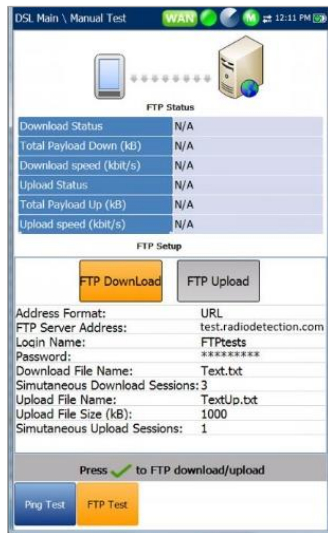 DSL Main \ Manual Test WAN M 12:11 PM
FTP Status
Download Status N/A
Total Payload Down (kB) N/A
Download speed (kbit/s) N/A
Upload Status N/A
Total Payload Up (kB) N/A
Upload speed (kbit/s) N/A
FTP Setup
FTP DownLoad FTP Upload
Address Format: URL
FTP Server Address: test.radiodetection.com
Login Name: FTPtests
Password: *********
Download File Name: Text.txt
Simutaneous Download Sessions: 3
Upload File Name: TextUp.txt
Upload File Size (kB): 1000
Simutaneous Upload Sessions: 1
Press to FTP download/upload
Ping Test FTP Test